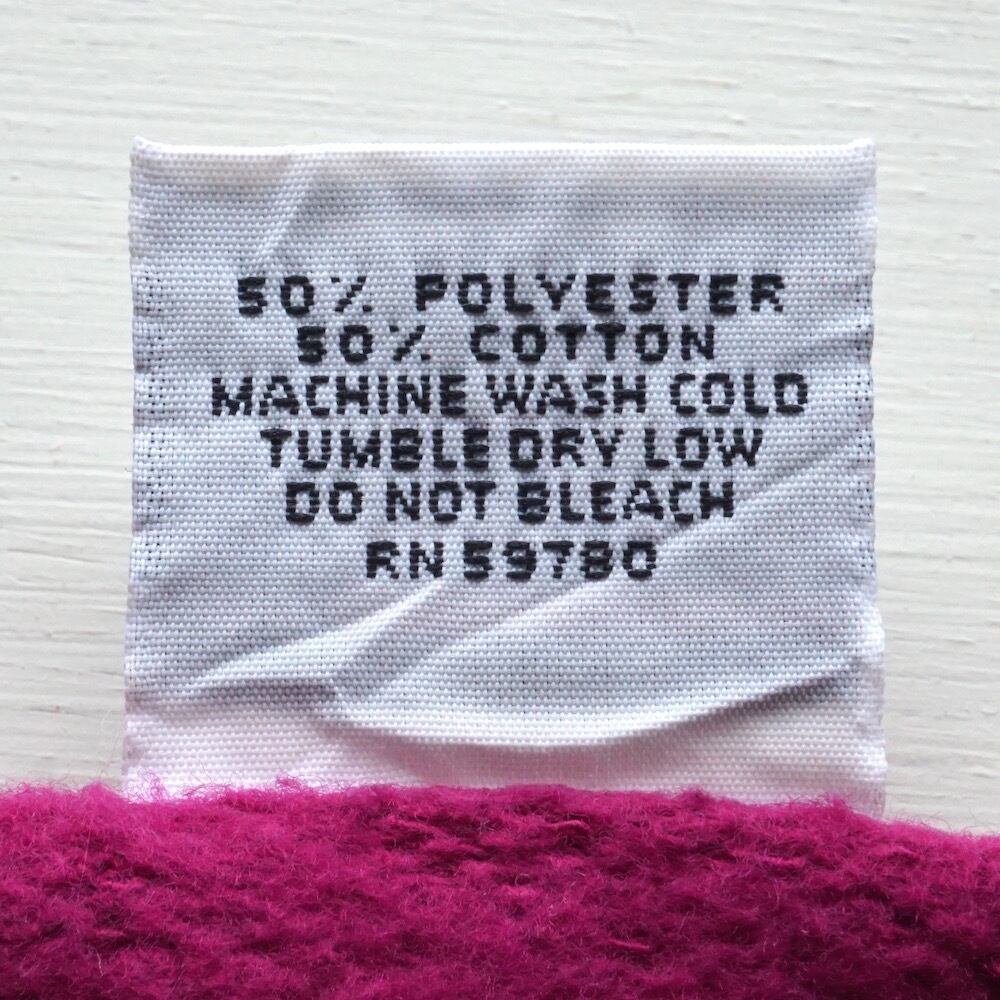 50% POLYESTER
50% COTTON
MACHINE WASH COLD
TUMBLE DRY LOW
DO NOT BLEACH
RN 59780